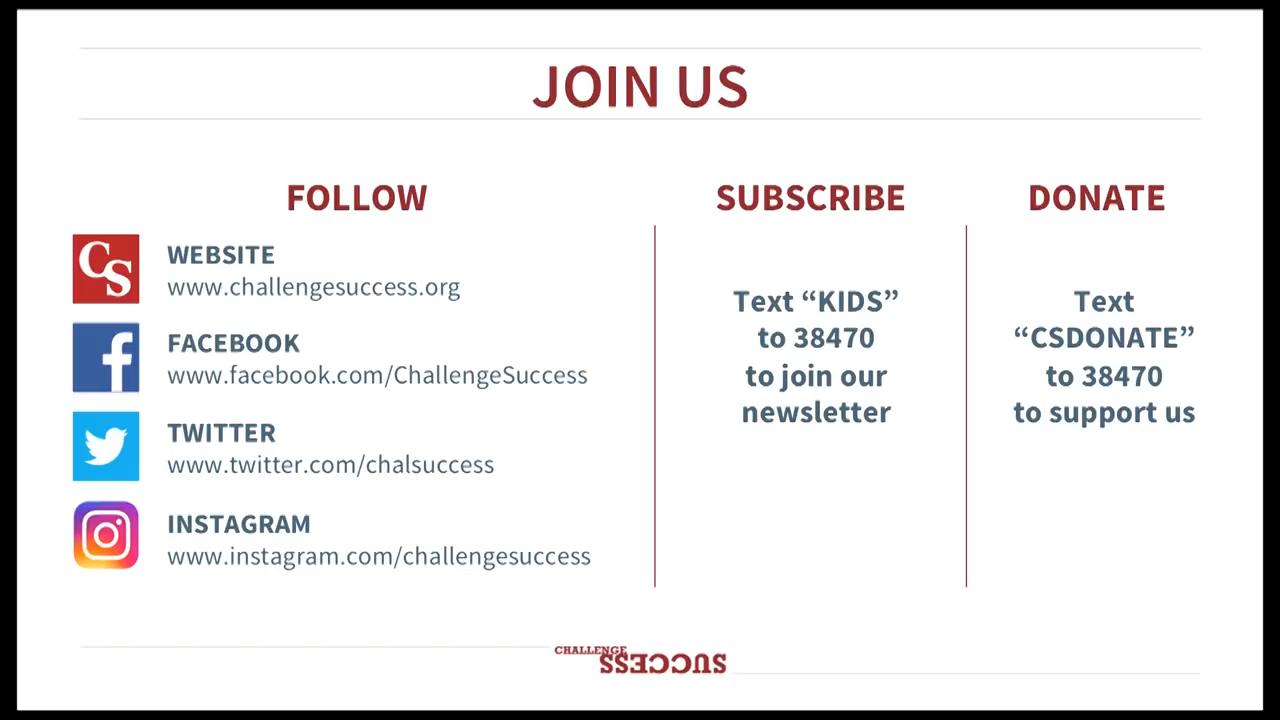 JOIN US
FOLLOW
CS
WEBSITE
www.challengesuccess.org
FACEBOOK
www.facebook.com/ChallengeSuccess
TWITTER
www.twitter.com/chalsuccess
INSTAGRAM
www.instagram.com/challengesuccess
SUBSCRIBE
Text “KIDS”
to 38470
to join our
newsletter
DONATE
Text
“CSDONATE”
to 38470
to support us
CHALLENGE
SUCCESS